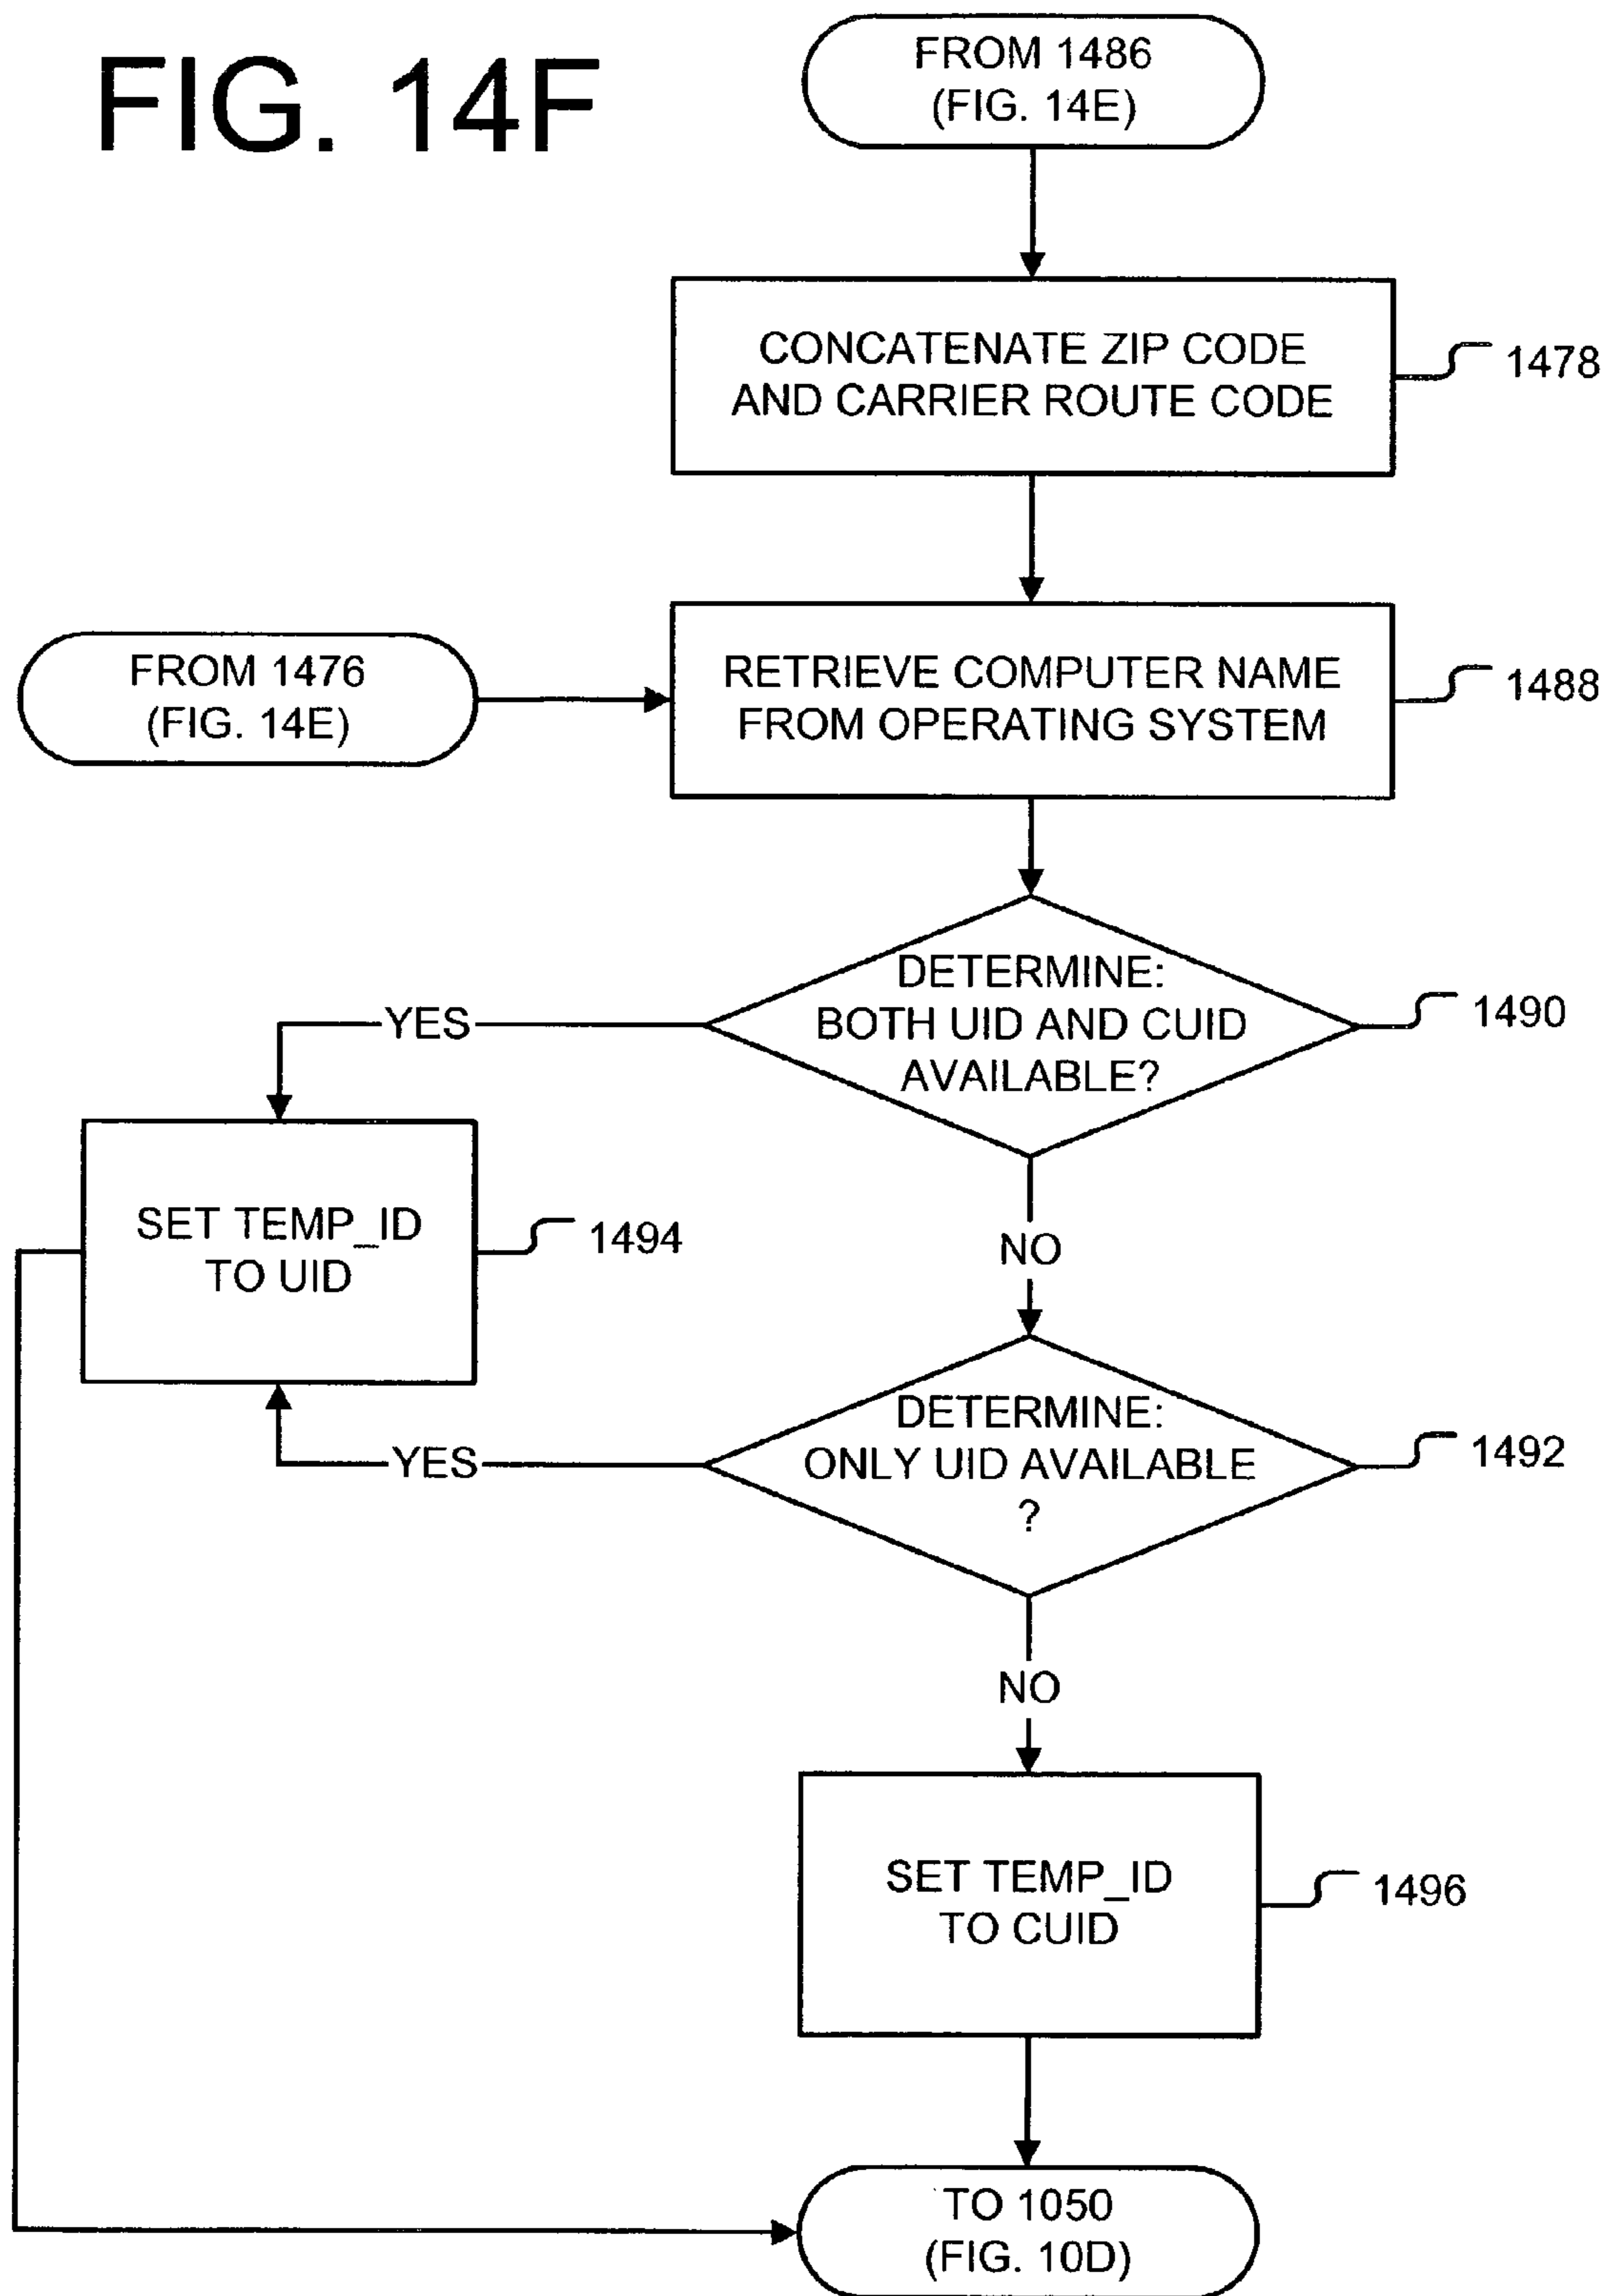 FIG. 14F
FROM 1486
(FIG. 14E)
CONCATENATE ZIP CODE
AND CARRIER ROUTE CODE
1478
FROM 1476
(FIG. 14E)
RETRIEVE COMPUTER NAME
FROM OPERATING SYSTEM
1488
DETERMINE:
BOTH UID AND CUID
AVAILABLE?
1490
YES
SET TEMP_ID
TO UID
1494
NO
DETERMINE:
ONLY UID AVAILABLE
?
1492
YES
NO
SET TEMP_ID
TO CUID
1496
TO 1050
(FIG. 10D)